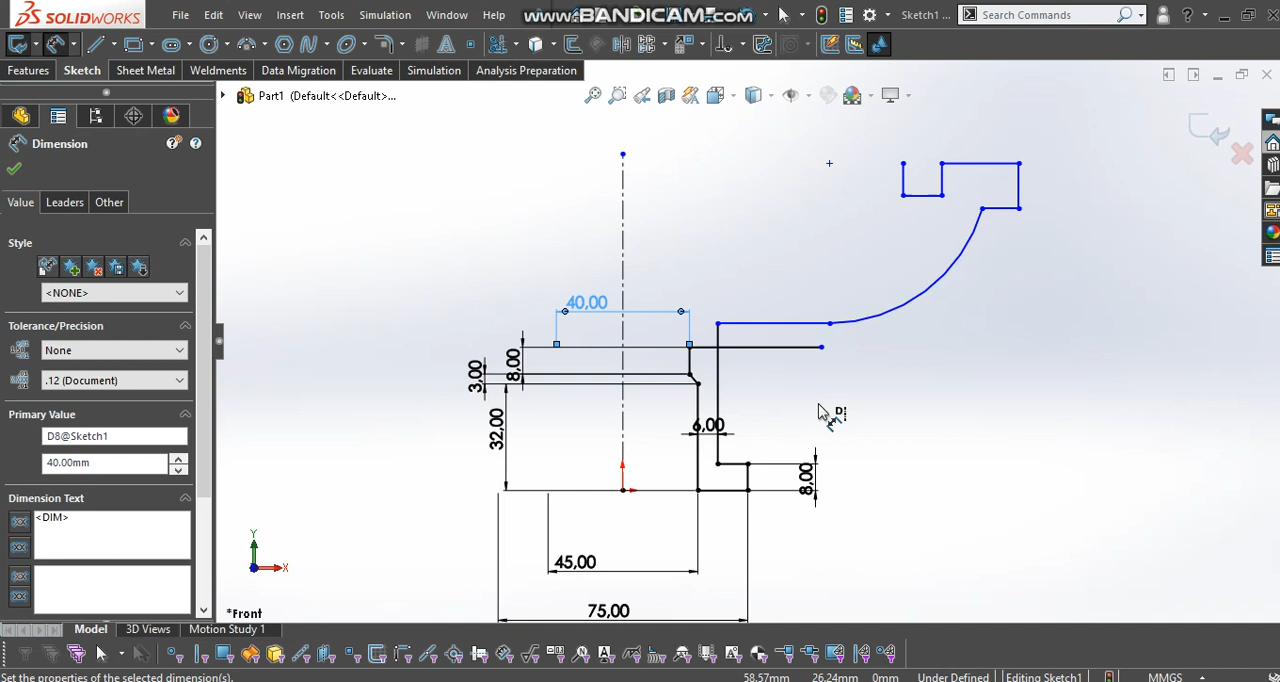 SOLIDWORKS
File Edit View Insert Tools Simulation Window Help
www.BANDICAM.com
Sketch1 ...
Search Commands
Features Sketch Sheet Metal Weldments Data Migration Evaluate Simulation Analysis Preparation
Part1 (Default<<Default>...
Dimension
Value Leaders Other
Style
<NONE>
Tolerance/Precision
None
.12 (Document)
Primary Value
D8@Sketch1
40.00mm
Dimension Text
<DIM>
40,00
8,00
3,00
32,00
6,00
8,00
45,00
75,00
Y
X
*Front
Model 3D Views Motion Study 1
Set the properties of the selected dimension(s).
58.57mm 26.24mm 0mm Under Defined Editing Sketch1 MMGS